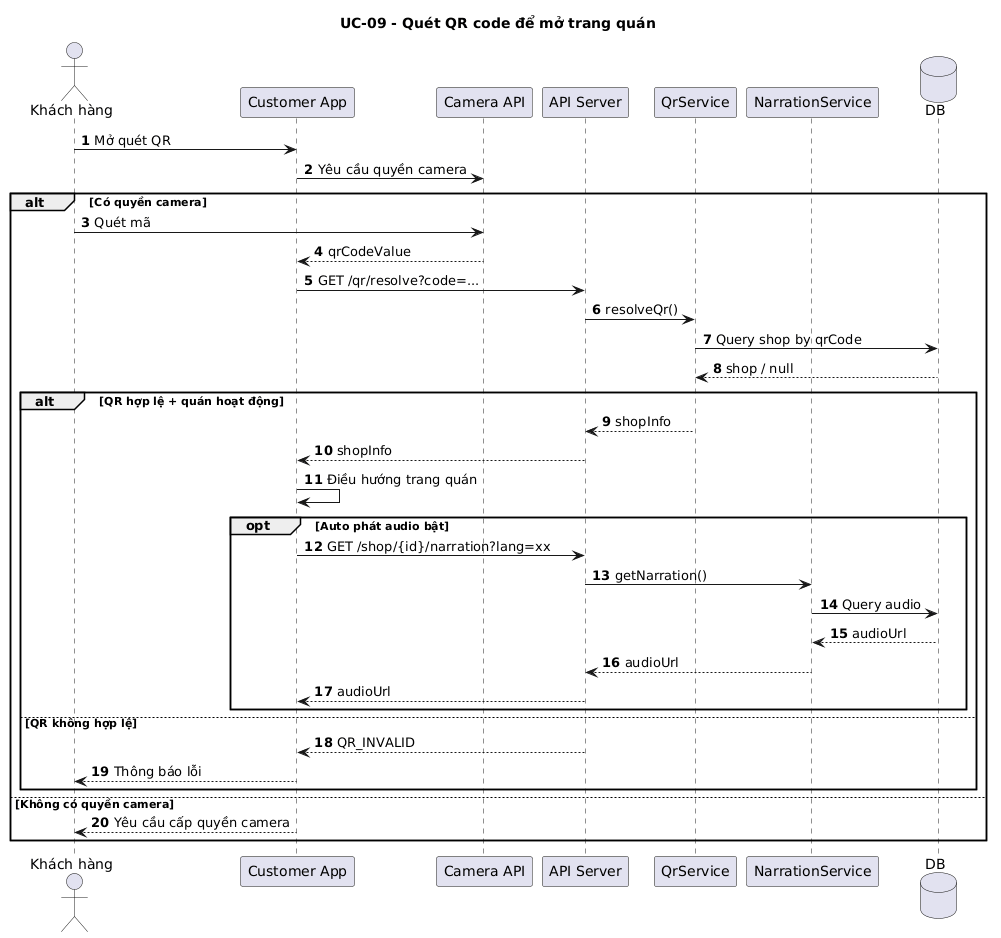 UC-09 - Quét QR code để mở trang quán
Khách hàng
Customer App
Camera API
API Server
QrService
NarrationService
DB
1 Mở quét QR
2 Yêu cầu quyền camera
alt [Có quyền camera]
3 Quét mã
4 qrCodeValue
5 GET /qr/resolve?code=...
6 resolveQr()
7 Query shop by qrCode
8 shop / null
alt [QR hợp lệ + quán hoạt động]
9 shopInfo
10 shopInfo
11 Điều hướng trang quán
opt [Auto phát audio bật]
12 GET /shop/{id}/narration?lang=xx
13 getNarration()
14 Query audio
15 audioUrl
16 audioUrl
17 audioUrl
[QR không hợp lệ]
18 QR_INVALID
19 Thông báo lỗi
[Không có quyền camera]
20 Yêu cầu cấp quyền camera
Khách hàng
Customer App
Camera API
API Server
QrService
NarrationService
DB